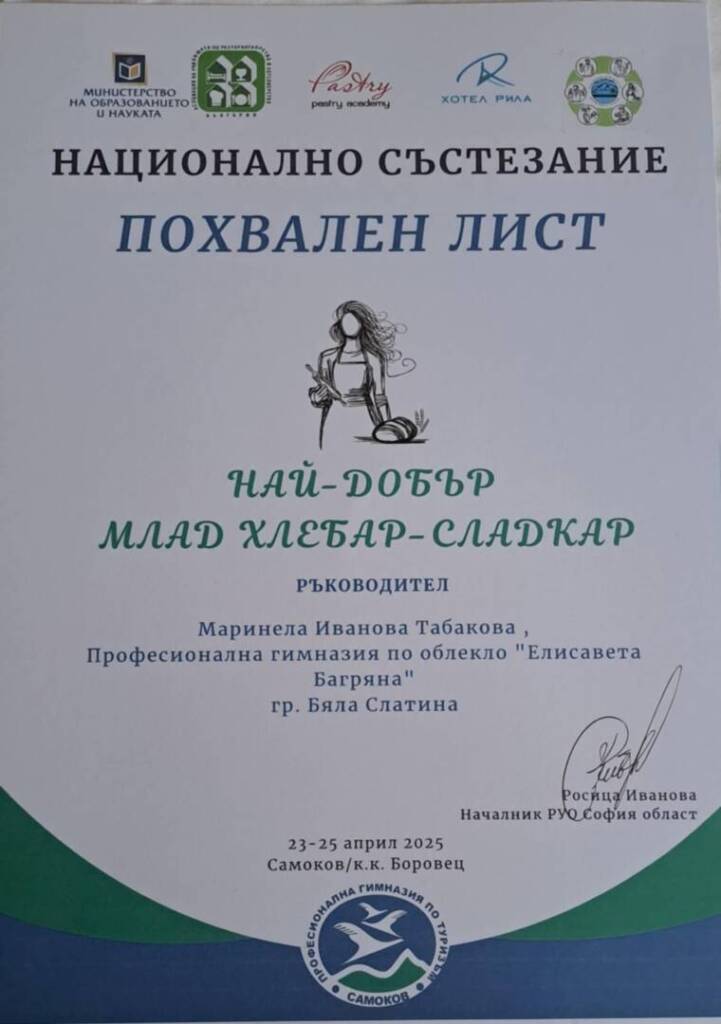 МИНИСТЕРСТВО
НА ОБРАЗОВАНИЕТО
И НАУКАТА
БЪЛГАРИЯ
Pastry
pastry academy
ХОТЕЛ РИЛА
НАЦИОНАЛНО СЪСТЕЗАНИЕ
ПОХВАЛЕН ЛИСТ
НАЙ-ДОБЪР
МЛАД ХЛЕБАР-СЛАДКАР
РЪКОВОДИТЕЛ
Маринела Иванова Табакова ,
Професионална гимназия по облекло "Елисавета
Багряна"
гр. Бяла Слатина
Росица Иванова
Началник РУО София област
23-25 април 2025
Самоков/к.к. Боровец
ПРОФЕСИОНАЛНА ГИМНАЗИЯ ПО ТУРИЗЪМ
САМОКОВ